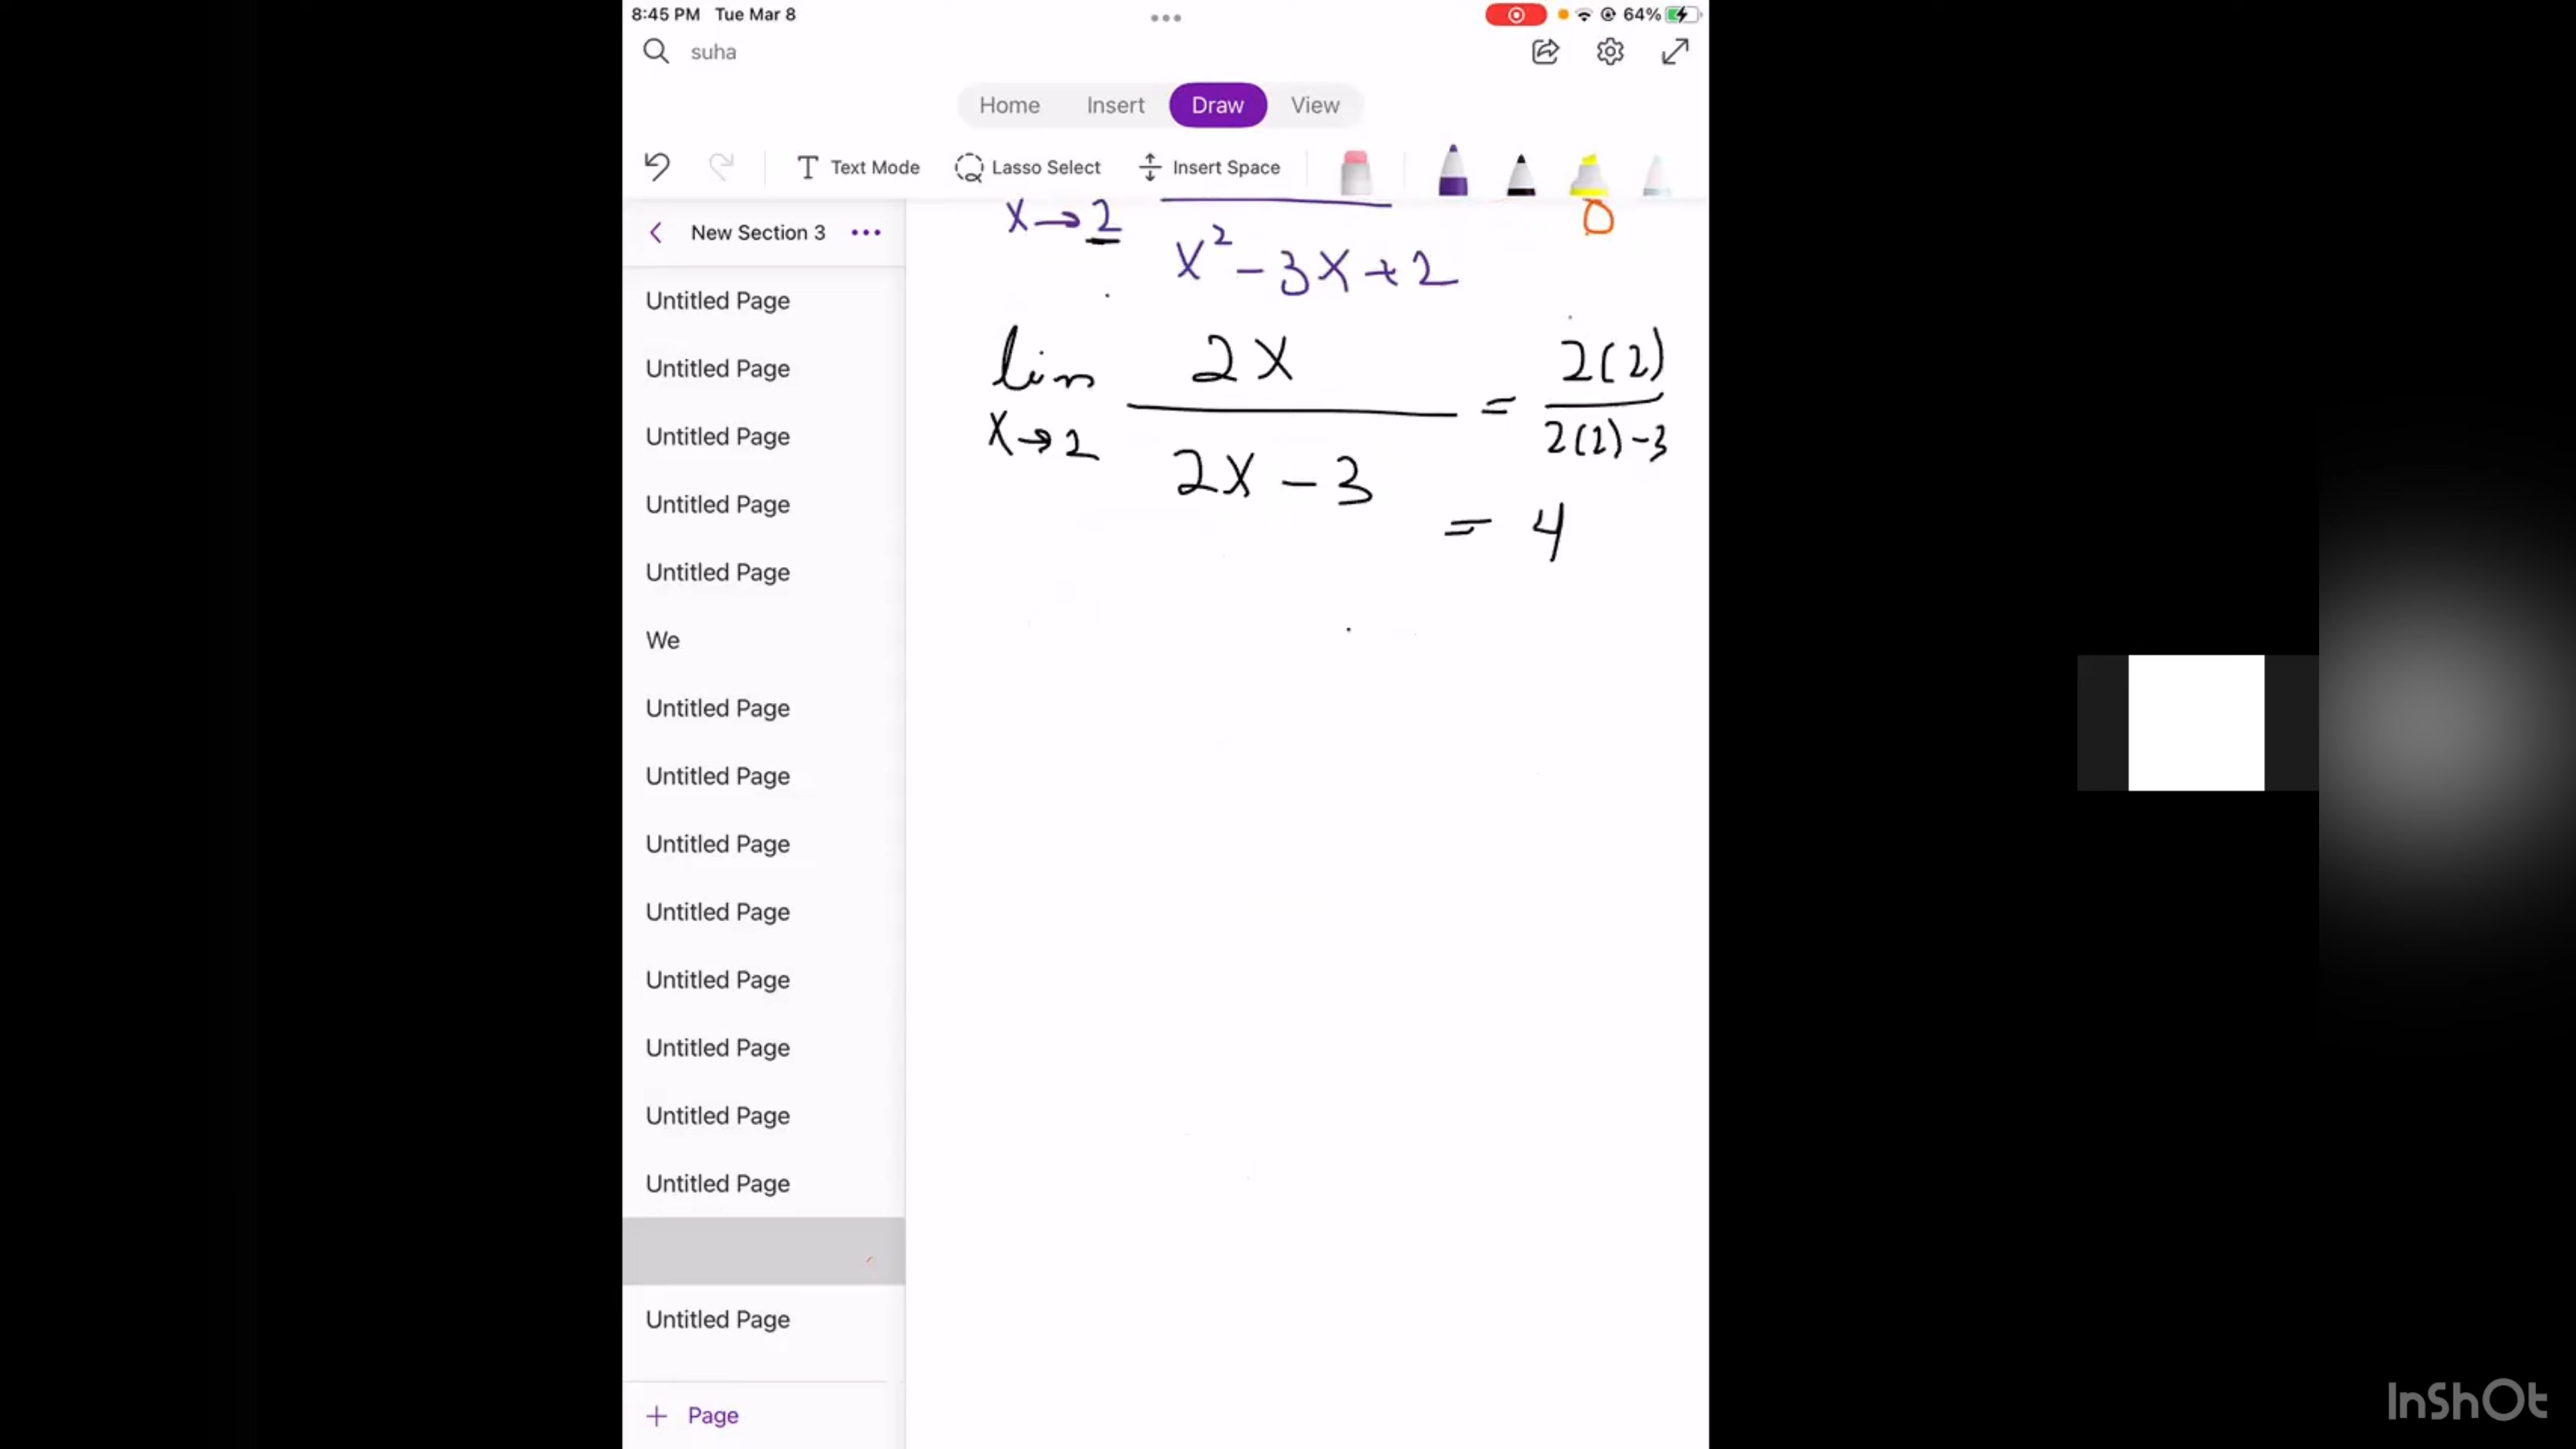 8:45 PM Tue Mar 8
64%
suha
Home Insert Draw View
Text Mode Lasso Select Insert Space
New Section 3
Untitled Page
Untitled Page
Untitled Page
Untitled Page
Untitled Page
We
Untitled Page
Untitled Page
Untitled Page
Untitled Page
Untitled Page
Untitled Page
Untitled Page
Untitled Page
Untitled Page
+ Page
x→2
x² - 3x + 2
0
lim x→2 2x / 2x - 3 = 2(2) / 2(2) - 3
= 4
InShOt